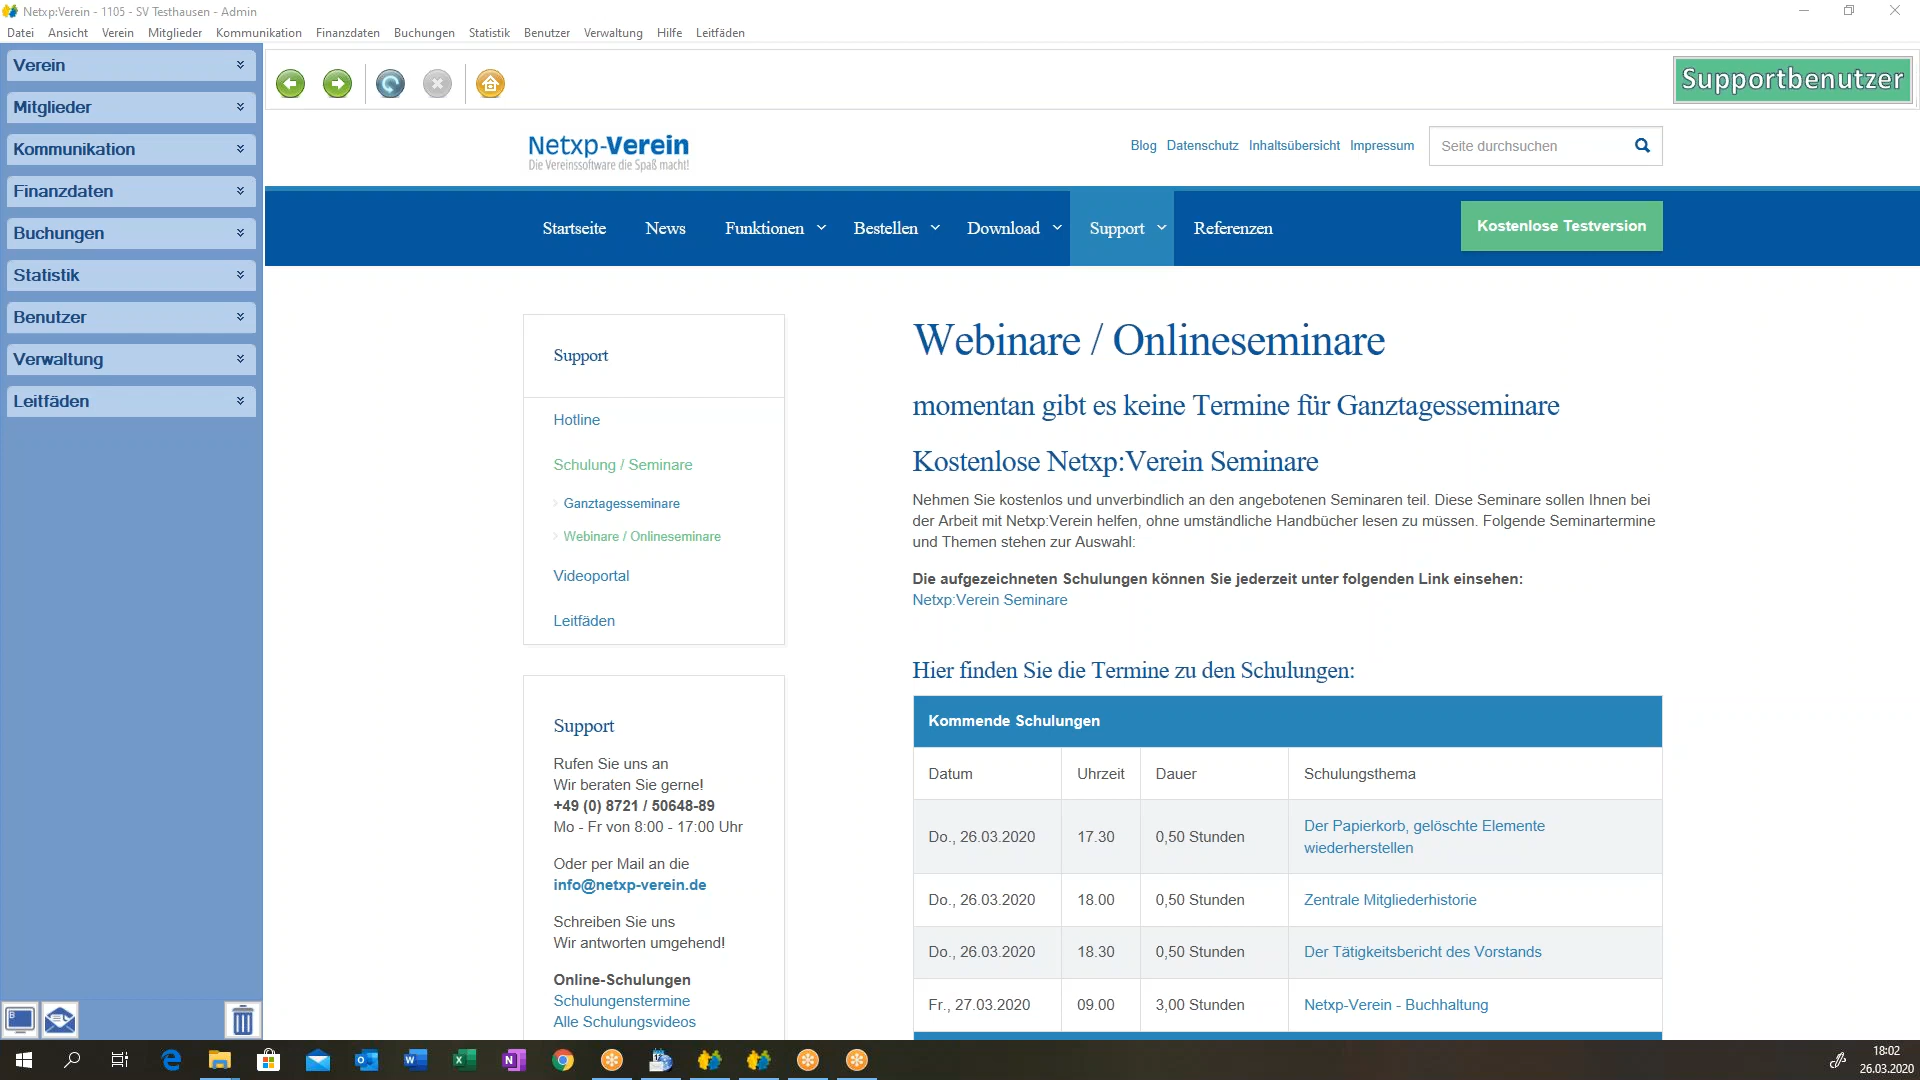 Netxp:Verein - 1105 - SV Testhausen - Admin
Datei Ansicht Verein Mitglieder Kommunikation Finanzdaten Buchungen Statistik Benutzer Verwaltung Hilfe Leitfäden
Verein
Mitglieder
Kommunikation
Finanzdaten
Buchungen
Statistik
Benutzer
Verwaltung
Leitfäden
Supportbenutzer
Netxp-Verein
Die Vereinssoftware die Spaß macht!
Blog Datenschutz Inhaltsübersicht Impressum Seite durchsuchen
Startseite News Funktionen Bestellen Download Support Referenzen Kostenlose Testversion
Support
Hotline
Schulung / Seminare
Ganztagesseminare
Webinare / Onlineseminare
Videoportal
Leitfäden
Support
Rufen Sie uns an
Wir beraten Sie gerne!
+49 (0) 8721 / 50648-89
Mo - Fr von 8:00 - 17:00 Uhr
Oder per Mail an die
info@netxp-verein.de
Schreiben Sie uns
Wir antworten umgehend!
Online-Schulungen
Schulungenstermine
Alle Schulungsvideos
Webinare / Onlineseminare
momentan gibt es keine Termine für Ganztagesseminare
Kostenlose Netxp:Verein Seminare
Nehmen Sie kostenlos und unverbindlich an den angebotenen Seminaren teil. Diese Seminare sollen Ihnen bei
der Arbeit mit Netxp:Verein helfen, ohne umständliche Handbücher lesen zu müssen. Folgende Seminartermine
und Themen stehen zur Auswahl:
Die aufgezeichneten Schulungen können Sie jederzeit unter folgenden Link einsehen:
Netxp:Verein Seminare
Hier finden Sie die Termine zu den Schulungen:
Kommende Schulungen
Datum Uhrzeit Dauer Schulungsthema
Do., 26.03.2020 17.30 0,50 Stunden Der Papierkorb, gelöschte Elemente
wiederherstellen
Do., 26.03.2020 18.00 0,50 Stunden Zentrale Mitgliederhistorie
Do., 26.03.2020 18.30 0,50 Stunden Der Tätigkeitsbericht des Vorstands
Fr., 27.03.2020 09.00 3,00 Stunden Netxp-Verein - Buchhaltung
18:02
26.03.2020